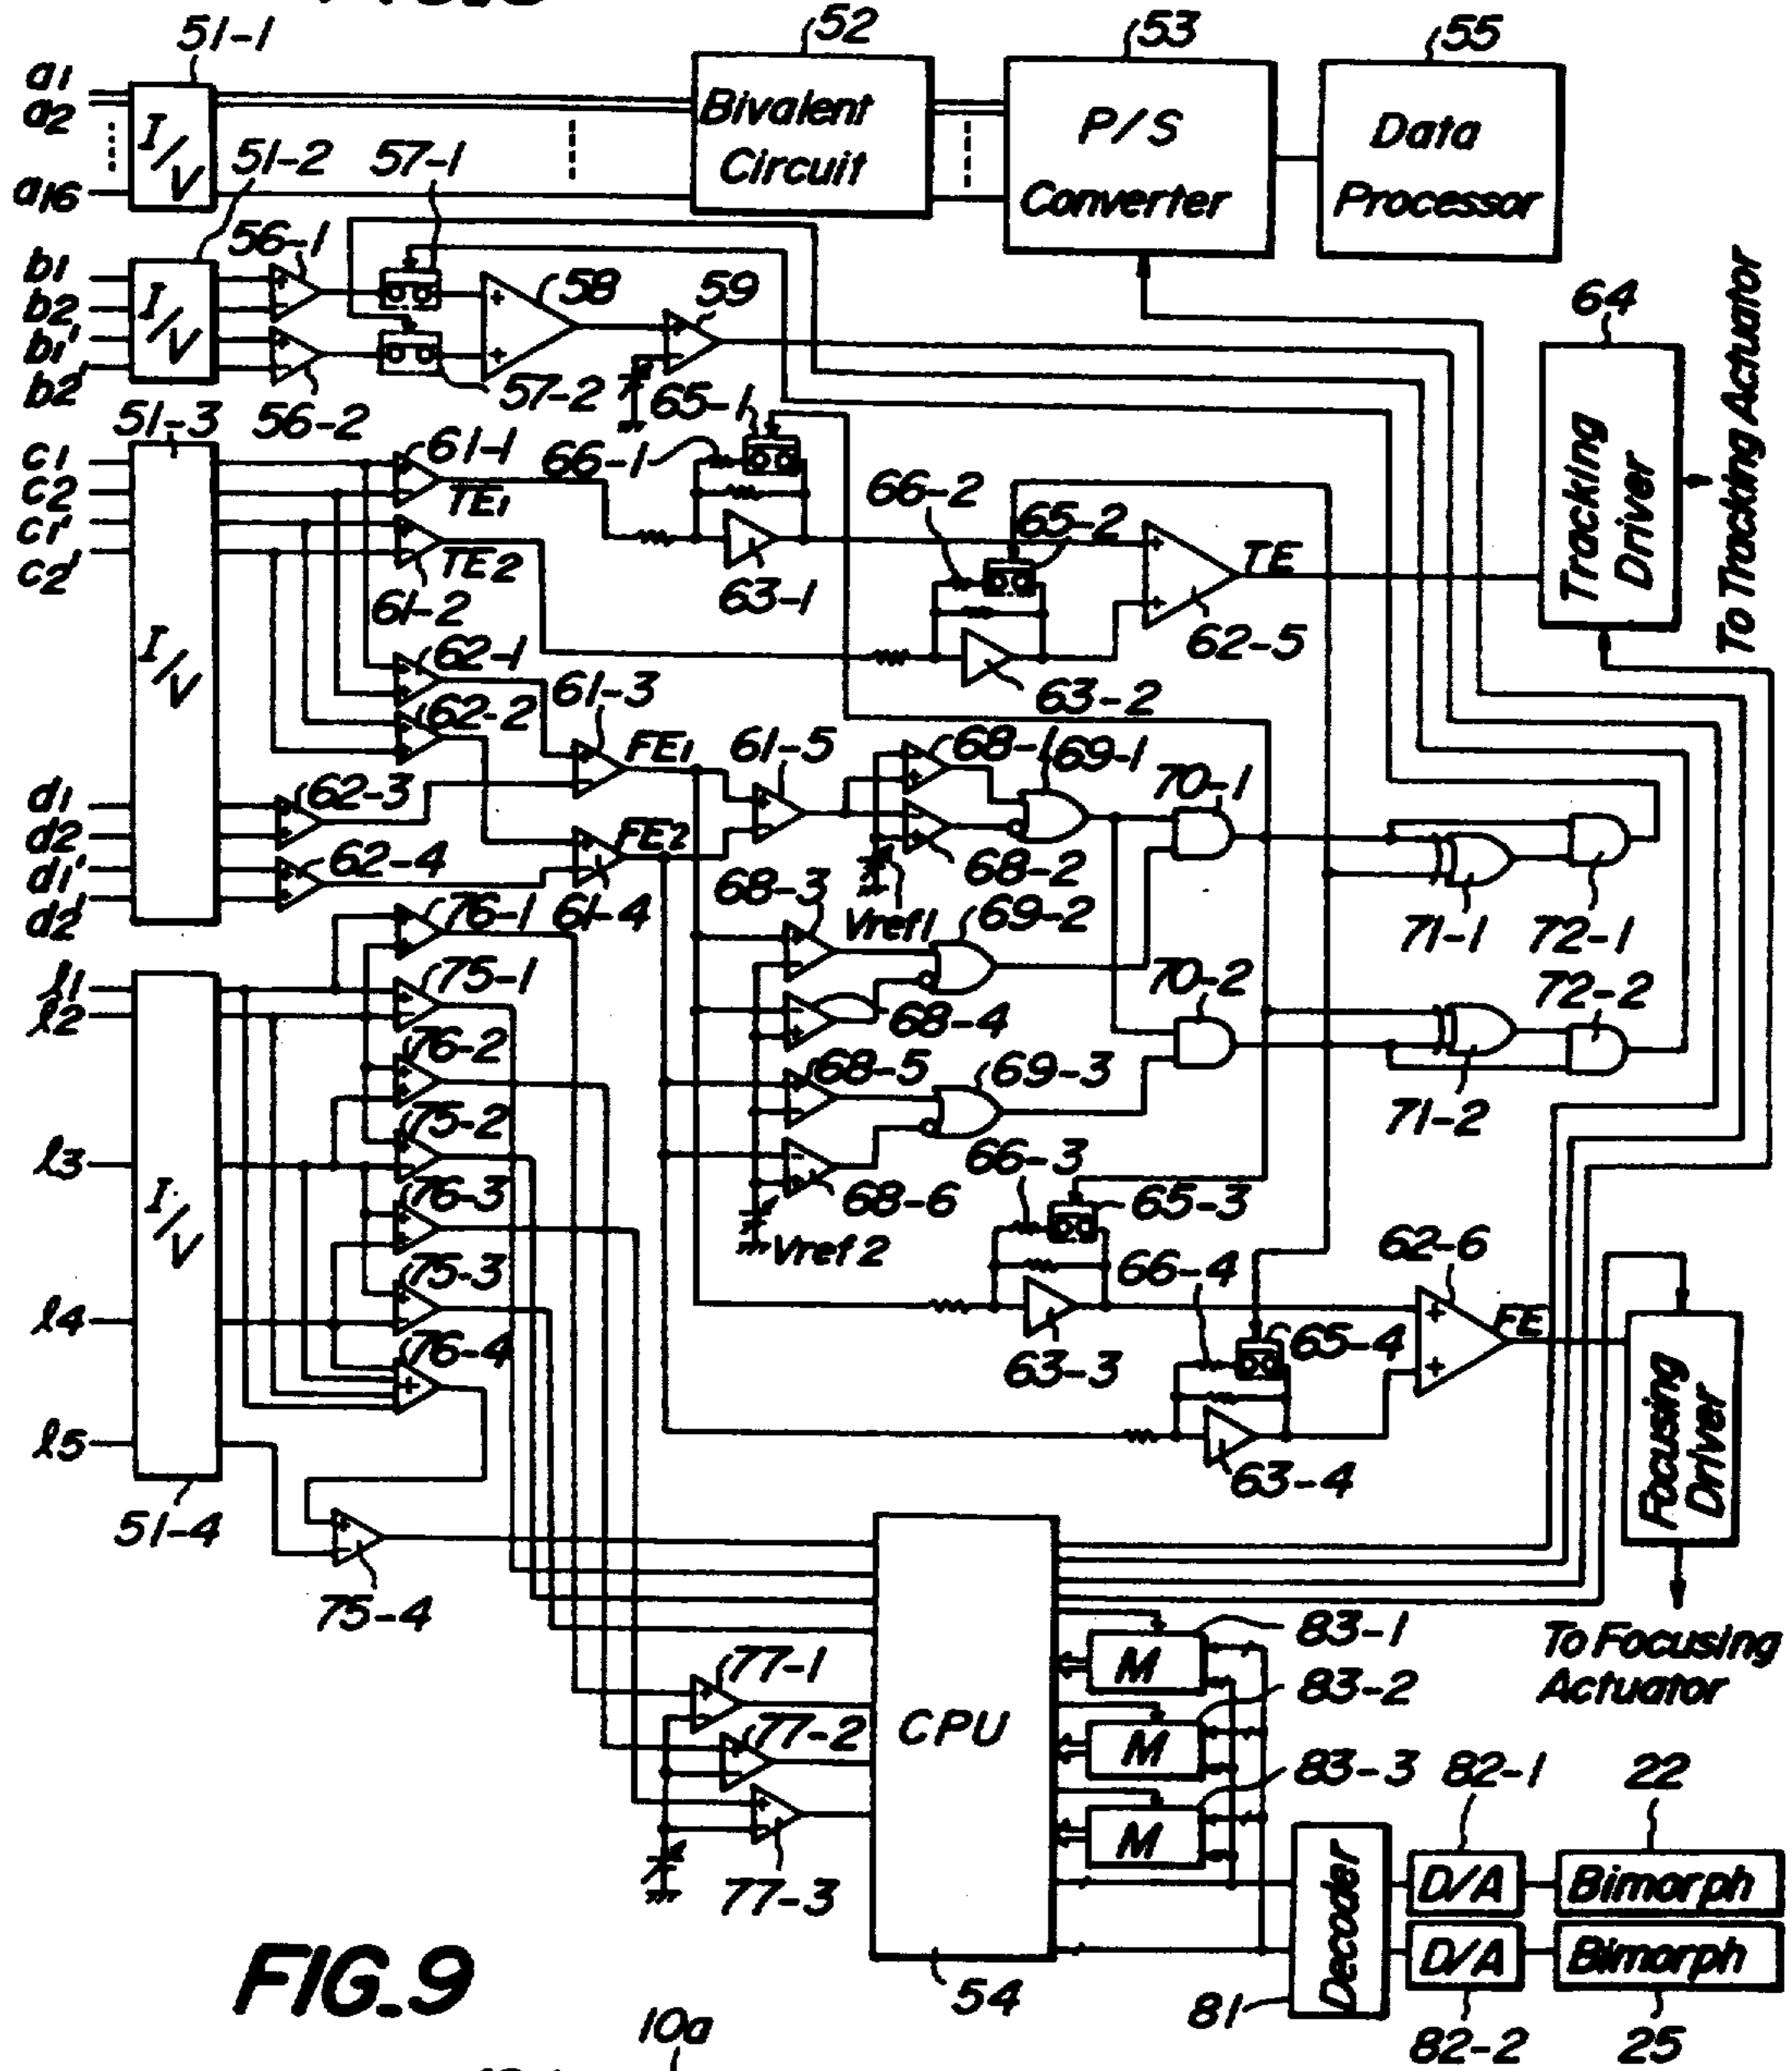 51-1
52
53
55
a1
a2
a16
I/V
Bivalent
Circuit
P/S
Converter
Data
Processor
51-2
57-1
b1
b2
b1'
b2'
I/V
56-1
58
59
56-2
57-2
64
Tracking
Driver
To Tracking Actuator
51-3
65-1
c1
c2
c1'
c2'
61-1
TE1
66-1
66-2
65-2
TE
TE2
61-2
63-1
62-5
I/V
62-1
61-3
63-2
62-2
FE1
61-5
68-1
69-1
70-1
d1
d2
d1'
d2'
62-3
FE2
62-4
68-2
68-3
76-1
61-4
Vref1
69-2
71-1
72-1
l1
l2
75-1
70-2
72-2
68-4
76-2
68-5
69-3
75-2
71-2
l3
66-3
76-3
68-6
65-3
I/V
Vref2
62-6
75-3
66-4
l4
FE
76-4
65-4
63-3
Focusing
Driver
l5
63-4
51-4
75-4
83-1
To Focusing
Actuator
77-1
M
83-2
CPU
77-2
M
83-3
82-1
22
M
77-3
Decoder
D/A
Bimorph
D/A
Bimorph
FIG.9
54
81
82-2
25
10a